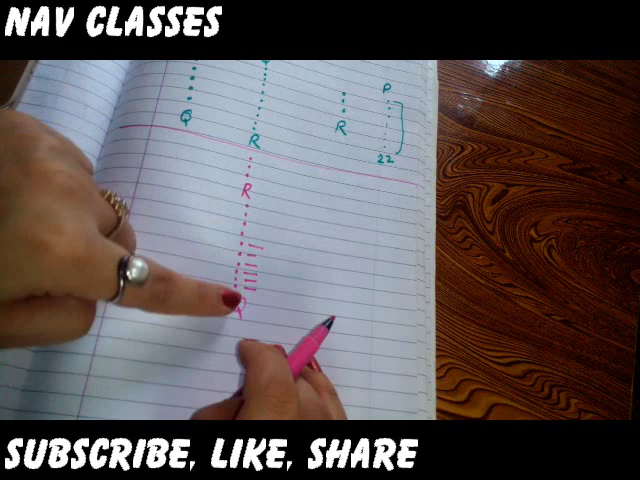 NAV CLASSES
P
Q
R
R
22
R
SUBSCRIBE, LIKE, SHARE